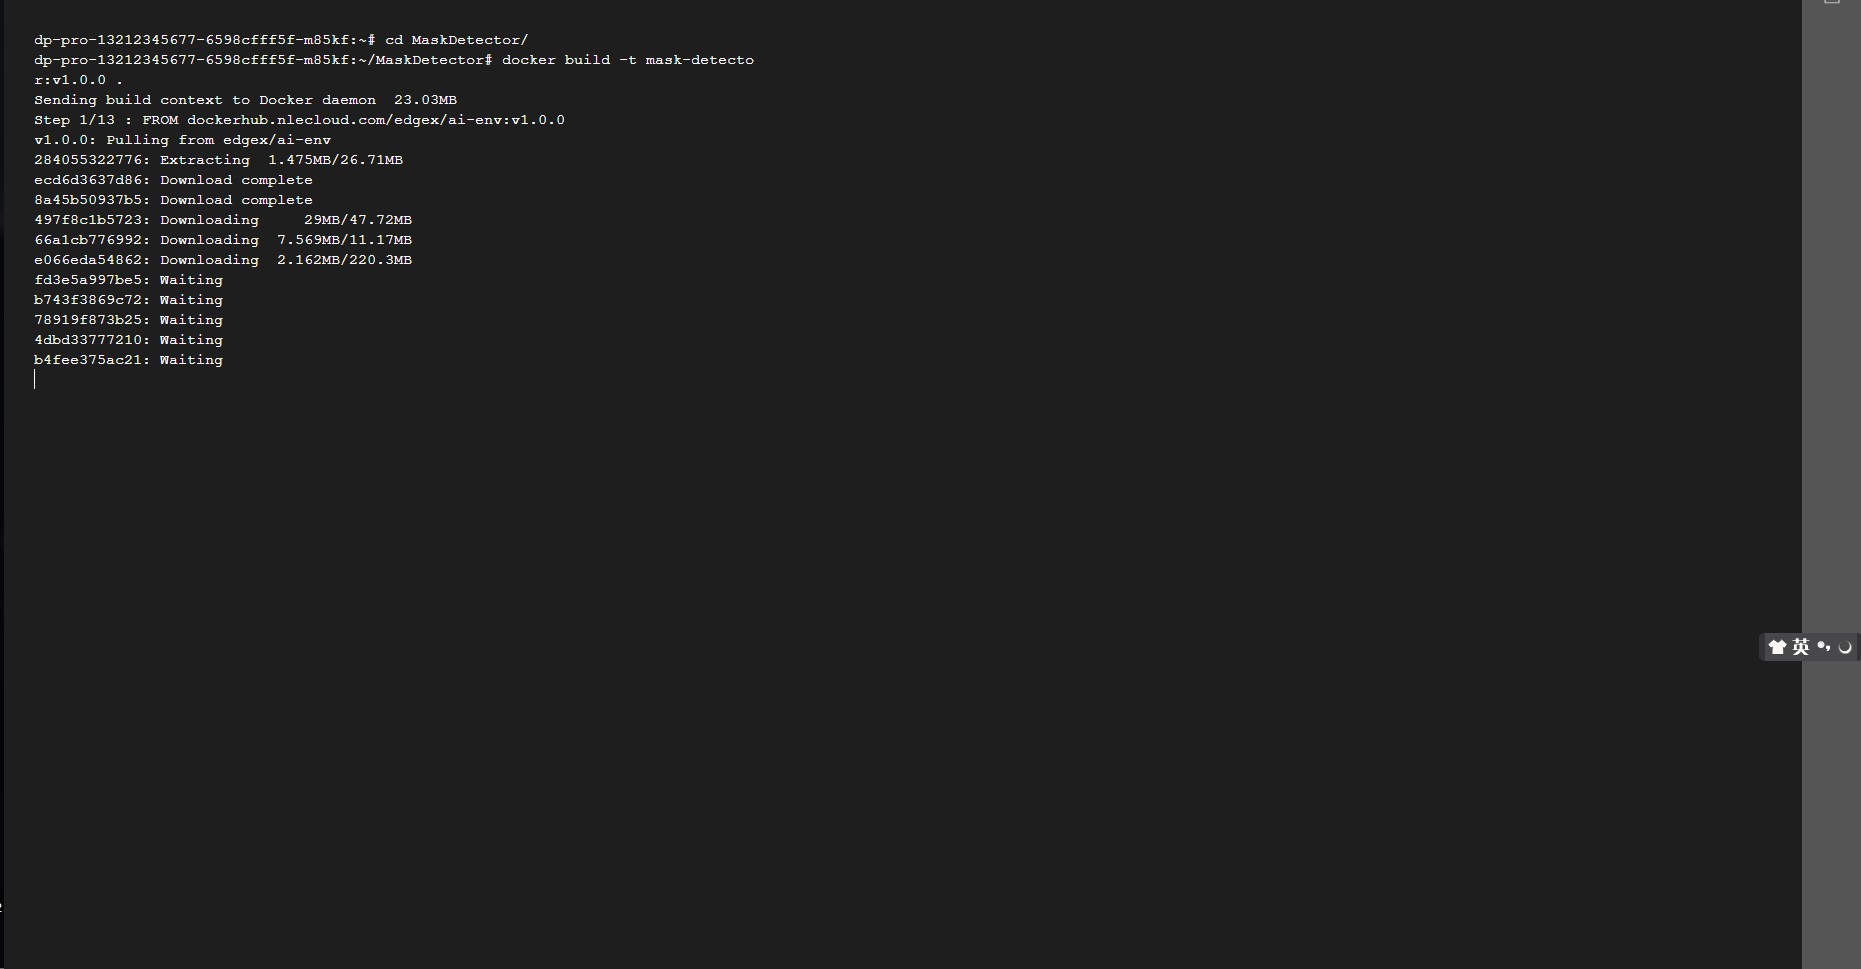 dp-pro-13212345677-6598cfff5f-m85kf:~# cd MaskDetector/
dp-pro-13212345677-6598cfff5f-m85kf:~/MaskDetector# docker build -t mask-detecto
r:v1.0.0 .
Sending build context to Docker daemon  23.03MB
Step 1/13 : FROM dockerhub.nlecloud.com/edgex/ai-env:v1.0.0
v1.0.0: Pulling from edgex/ai-env
284055322776: Extracting  1.475MB/26.71MB
ecd6d3637d86: Download complete
8a45b50937b5: Download complete
497f8c1b5723: Downloading     29MB/47.72MB
66a1cb776992: Downloading  7.569MB/11.17MB
e066eda54862: Downloading  2.162MB/220.3MB
fd3e5a997be5: Waiting
b743f3869c72: Waiting
78919f873b25: Waiting
4dbd33777210: Waiting
b4fee375ac21: Waiting
英